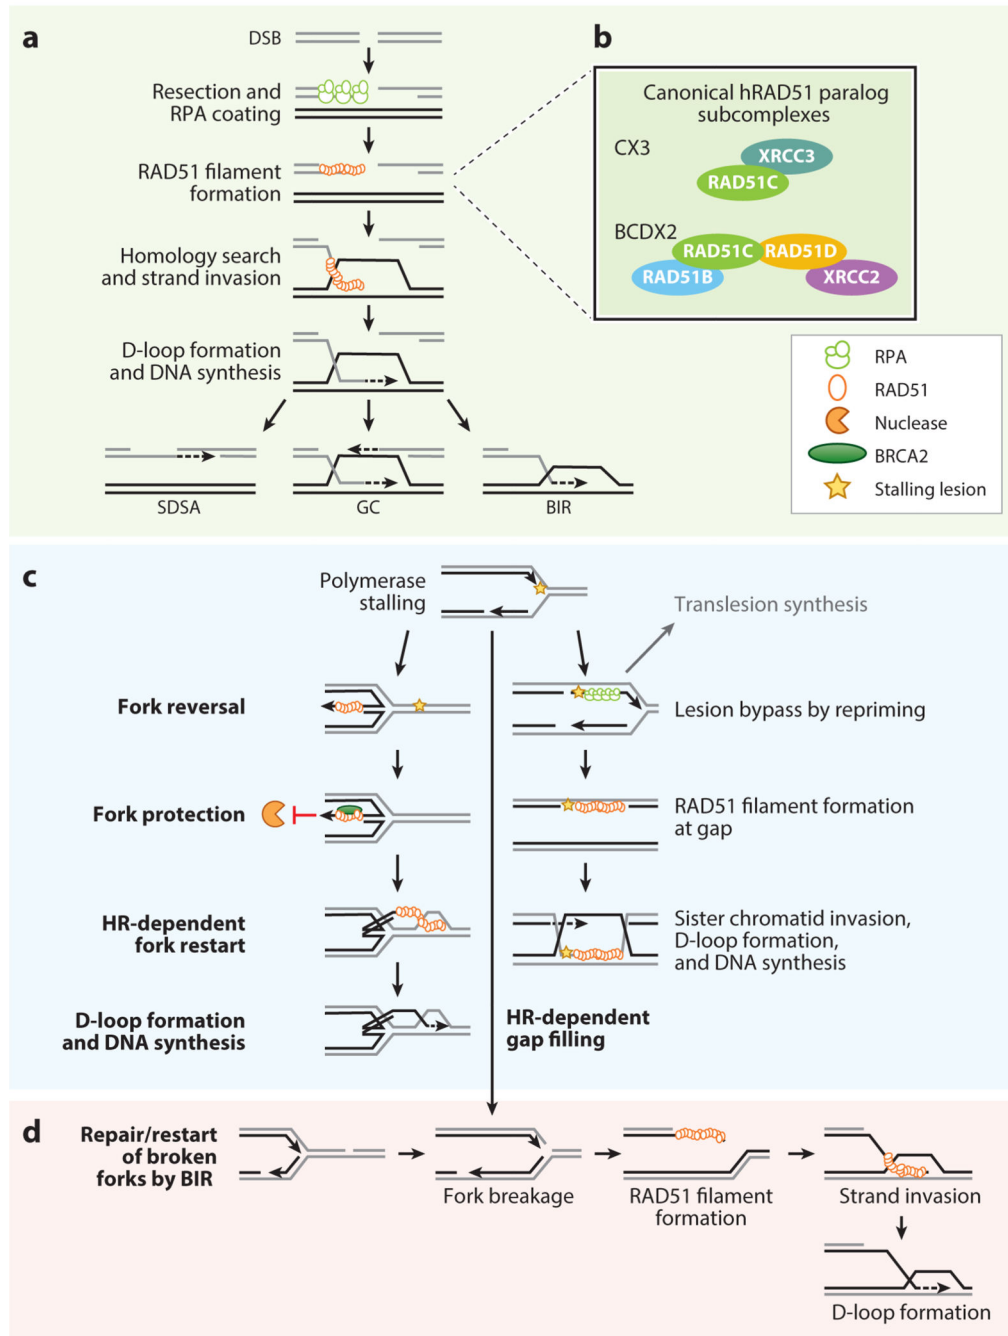 a
DSB
Resection and
RPA coating
RAD51 filament
formation
Homology search
and strand invasion
D-loop formation
and DNA synthesis
SDSA
GC
BIR
b
Canonical hRAD51 paralog
subcomplexes
CX3
XRCC3
RAD51C
BCDX2
RAD51C
RAD51D
RAD51B
XRCC2
RPA
RAD51
Nuclease
BRCA2
Stalling lesion
c
Polymerase
stalling
Translesion synthesis
Fork reversal
Lesion bypass by repriming
Fork protection
RAD51 filament formation
at gap
HR-dependent
fork restart
Sister chromatid invasion,
D-loop formation,
and DNA synthesis
D-loop formation
and DNA synthesis
HR-dependent
gap filling
d
Repair/restart
of broken
forks by BIR
Fork breakage
RAD51 filament
formation
Strand invasion
D-loop formation